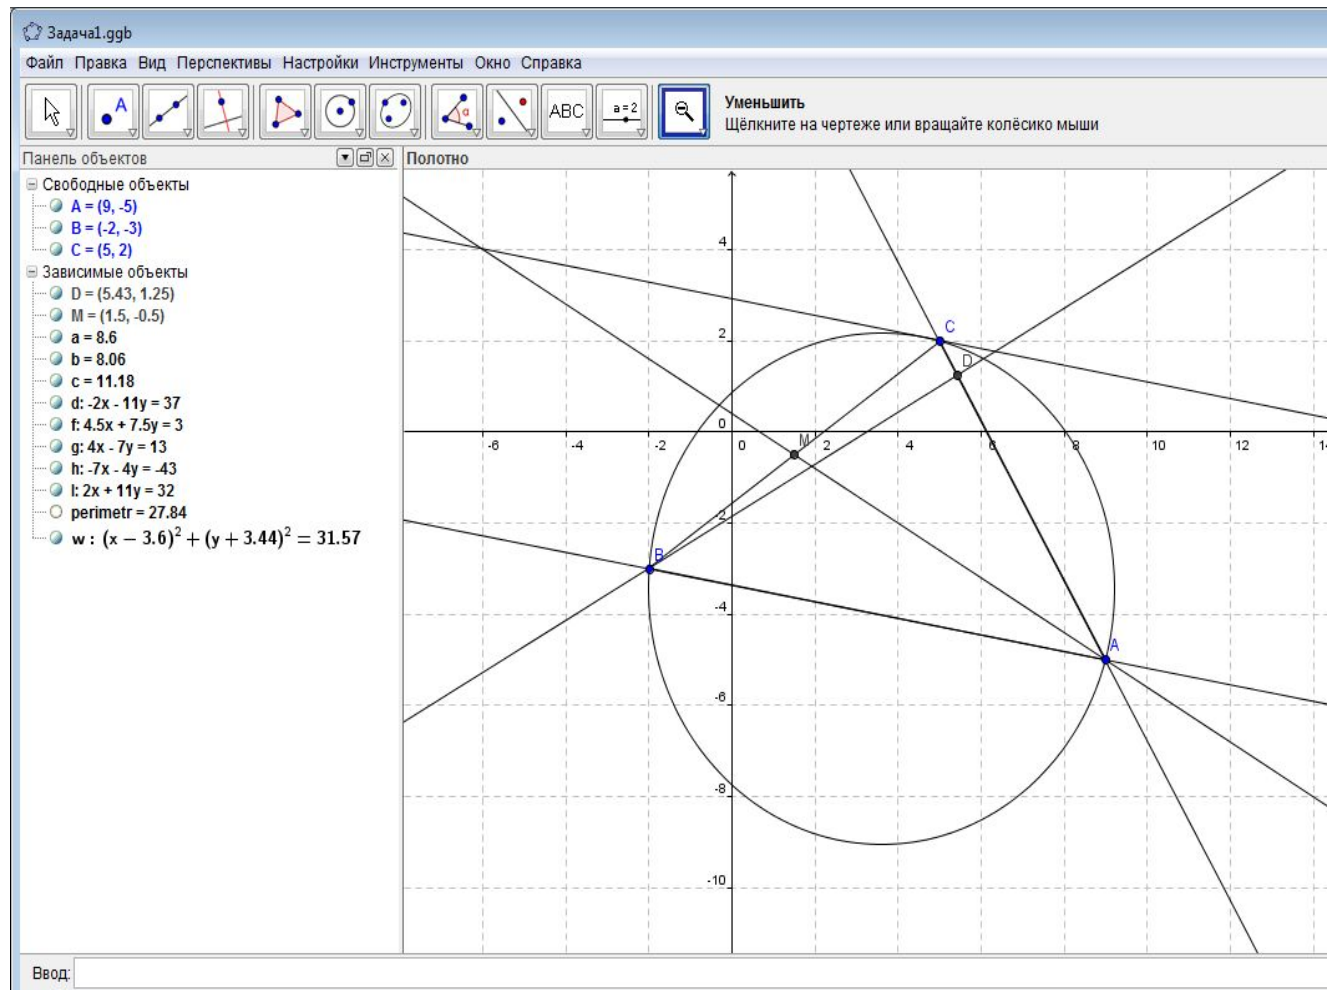 Задача1.ggb
Файл Правка Вид Перспективы Настройки Инструменты Окно Справка
A ABC a=2 α
Уменьшить
Щёлкните на чертеже или вращайте колёсико мыши
Панель объектов
Полотно
Свободные объекты
A = (9, -5)
B = (-2, -3)
C = (5, 2)
Зависимые объекты
D = (5.43, 1.25)
M = (1.5, -0.5)
a = 8.6
b = 8.06
c = 11.18
d: -2x - 11y = 37
f: 4.5x + 7.5y = 3
g: 4x - 7y = 13
h: -7x - 4y = -43
l: 2x + 11y = 32
perimetr = 27.84
w : (x − 3.6)² + (y + 3.44)² = 31.57
4
C
2
D
0
M
-6 -4 -2 0 2 4 6 8 10 12 14
-2
B
-4
A
-6
-8
-10
Ввод: